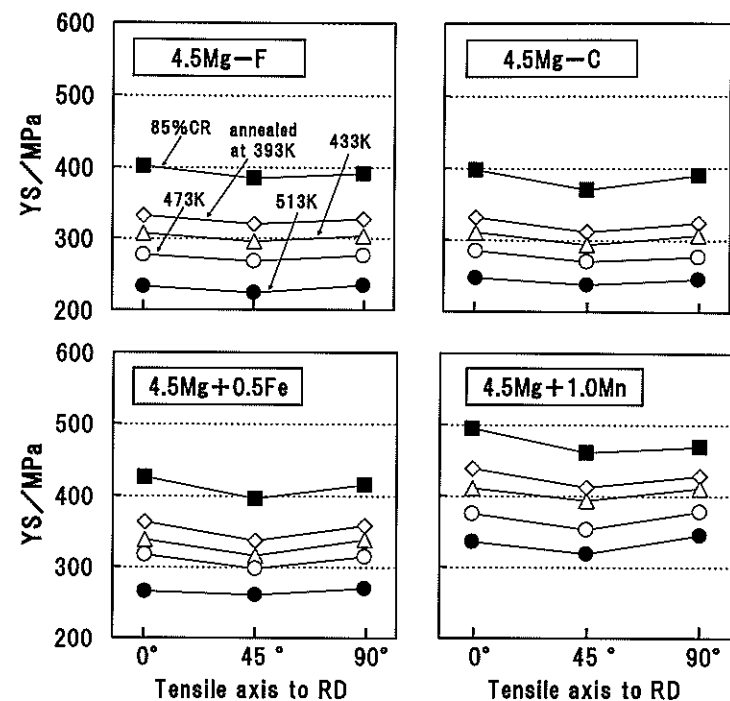 600
500
400
300
200
YS/MPa
4.5Mg-F
85%CR
annealed
at 393K
433K
473K
513K
4.5Mg-C
600
500
400
300
200
YS/MPa
4.5Mg+0.5Fe
4.5Mg+1.0Mn
0° 45° 90°
0° 45° 90°
Tensile axis to RD
Tensile axis to RD